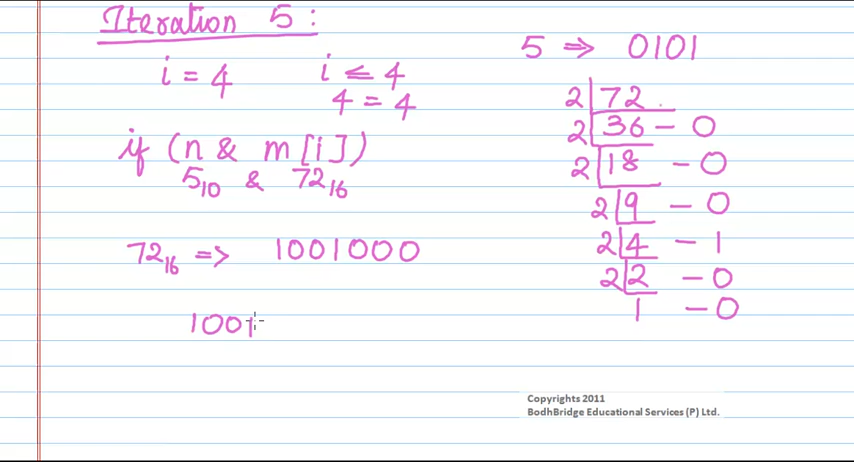 Iteration 5 :
i = 4 i <= 4
4 = 4
if (n & m[i])
5₁₀ & 72₁₆
72₁₆ => 1001000
1001
5 => 0101
2 | 72
2 | 36 - 0
2 | 18 - 0
2 | 9 - 0
2 | 4 - 1
2 | 2 - 0
1 - 0
Copyrights 2011
BodhBridge Educational Services (P) Ltd.